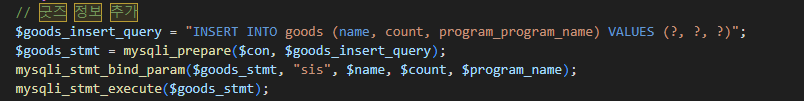 // 굿즈 정보 추가
$goods_insert_query = "INSERT INTO goods (name, count, program_program_name) VALUES (?, ?, ?)";
$goods_stmt = mysqli_prepare($con, $goods_insert_query);
mysqli_stmt_bind_param($goods_stmt, "sis", $name, $count, $program_name);
mysqli_stmt_execute($goods_stmt);